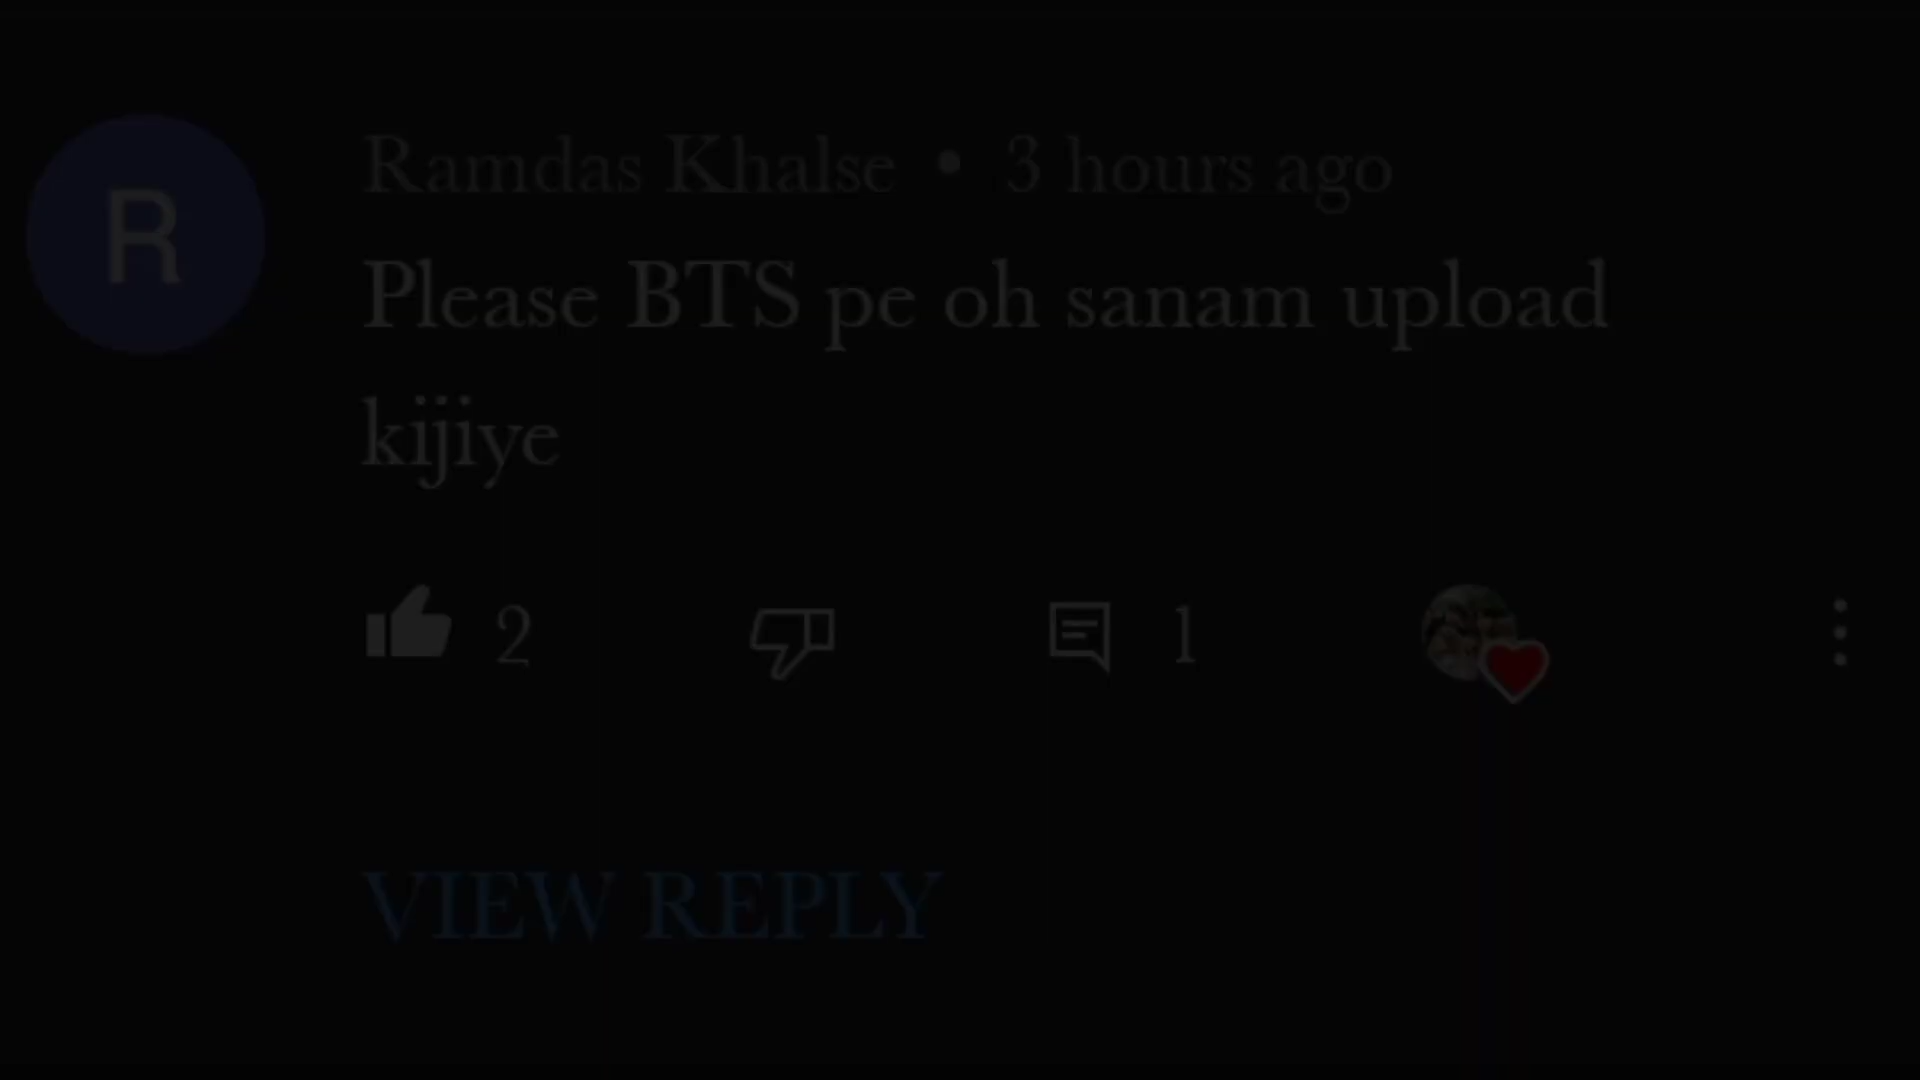 R
Ramdas Khalse • 3 hours ago
Please BTS pe oh sanam upload
kijiye
2 1
VIEW REPLY